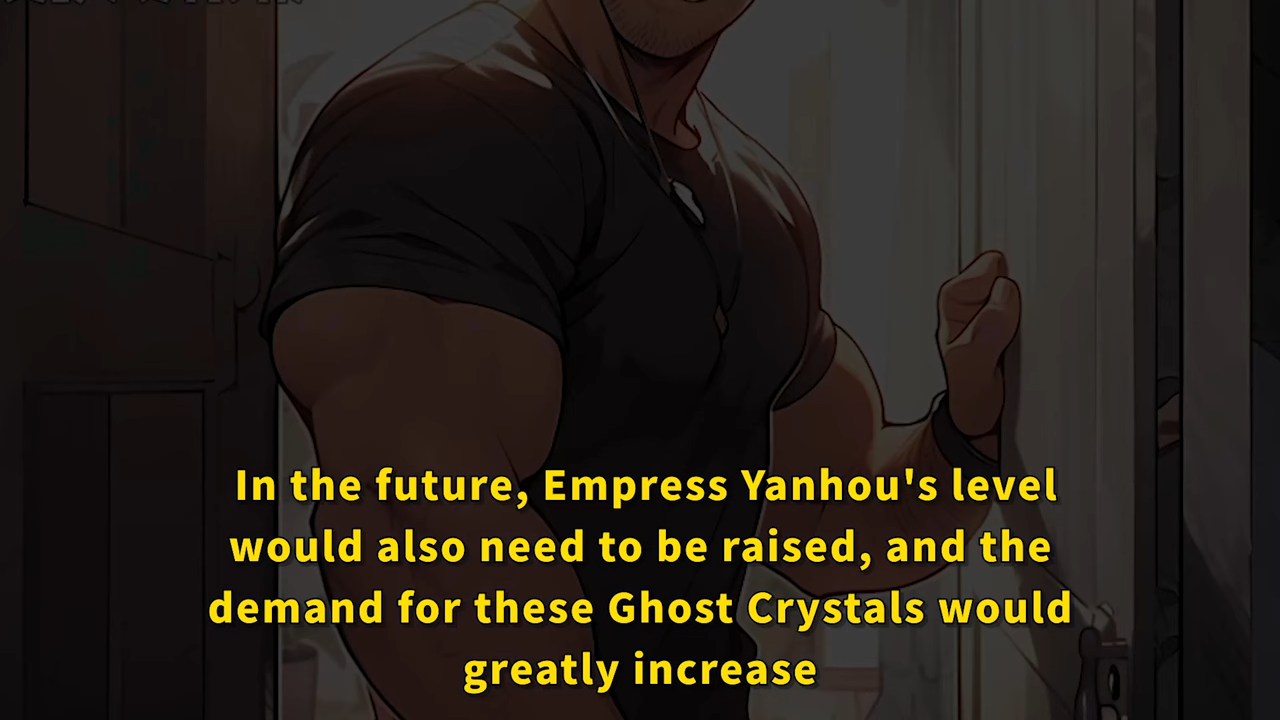 In the future, Empress Yanhou's level
would also need to be raised, and the
demand for these Ghost Crystals would
greatly increase